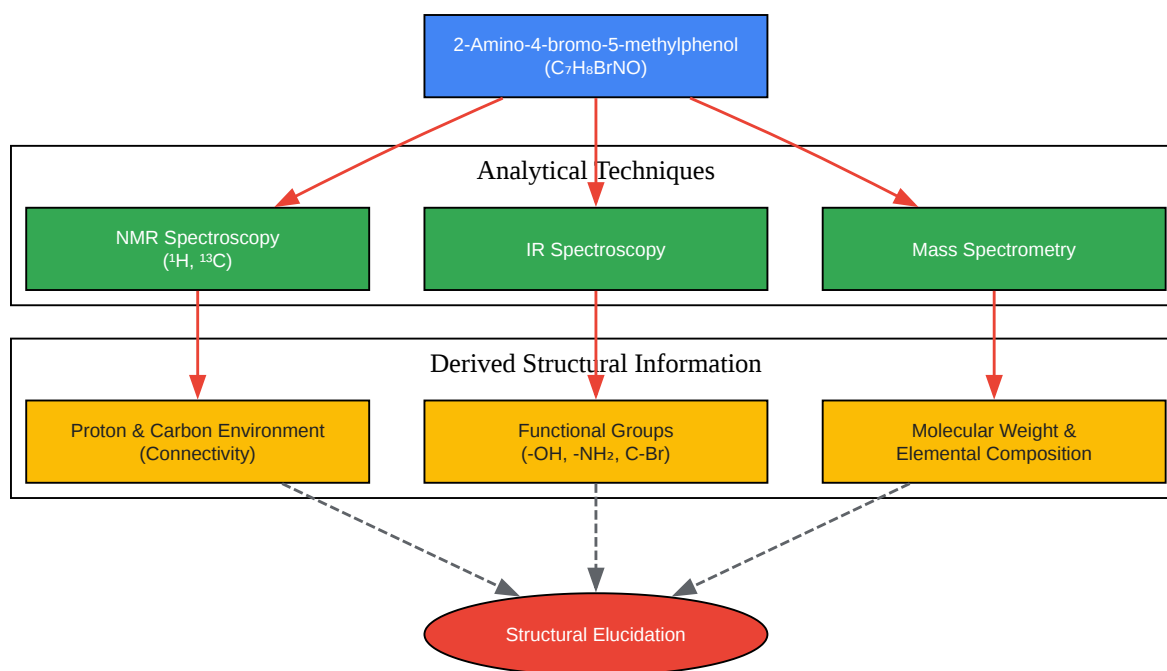 2-Amino-4-bromo-5-methylphenol
(C₇H₈BrNO)
Analytical Techniques
NMR Spectroscopy
(¹H, ¹³C)
IR Spectroscopy
Mass Spectrometry
Derived Structural Information
Proton & Carbon Environment
(Connectivity)
Functional Groups
(-OH, -NH₂, C-Br)
Molecular Weight &
Elemental Composition
Structural Elucidation